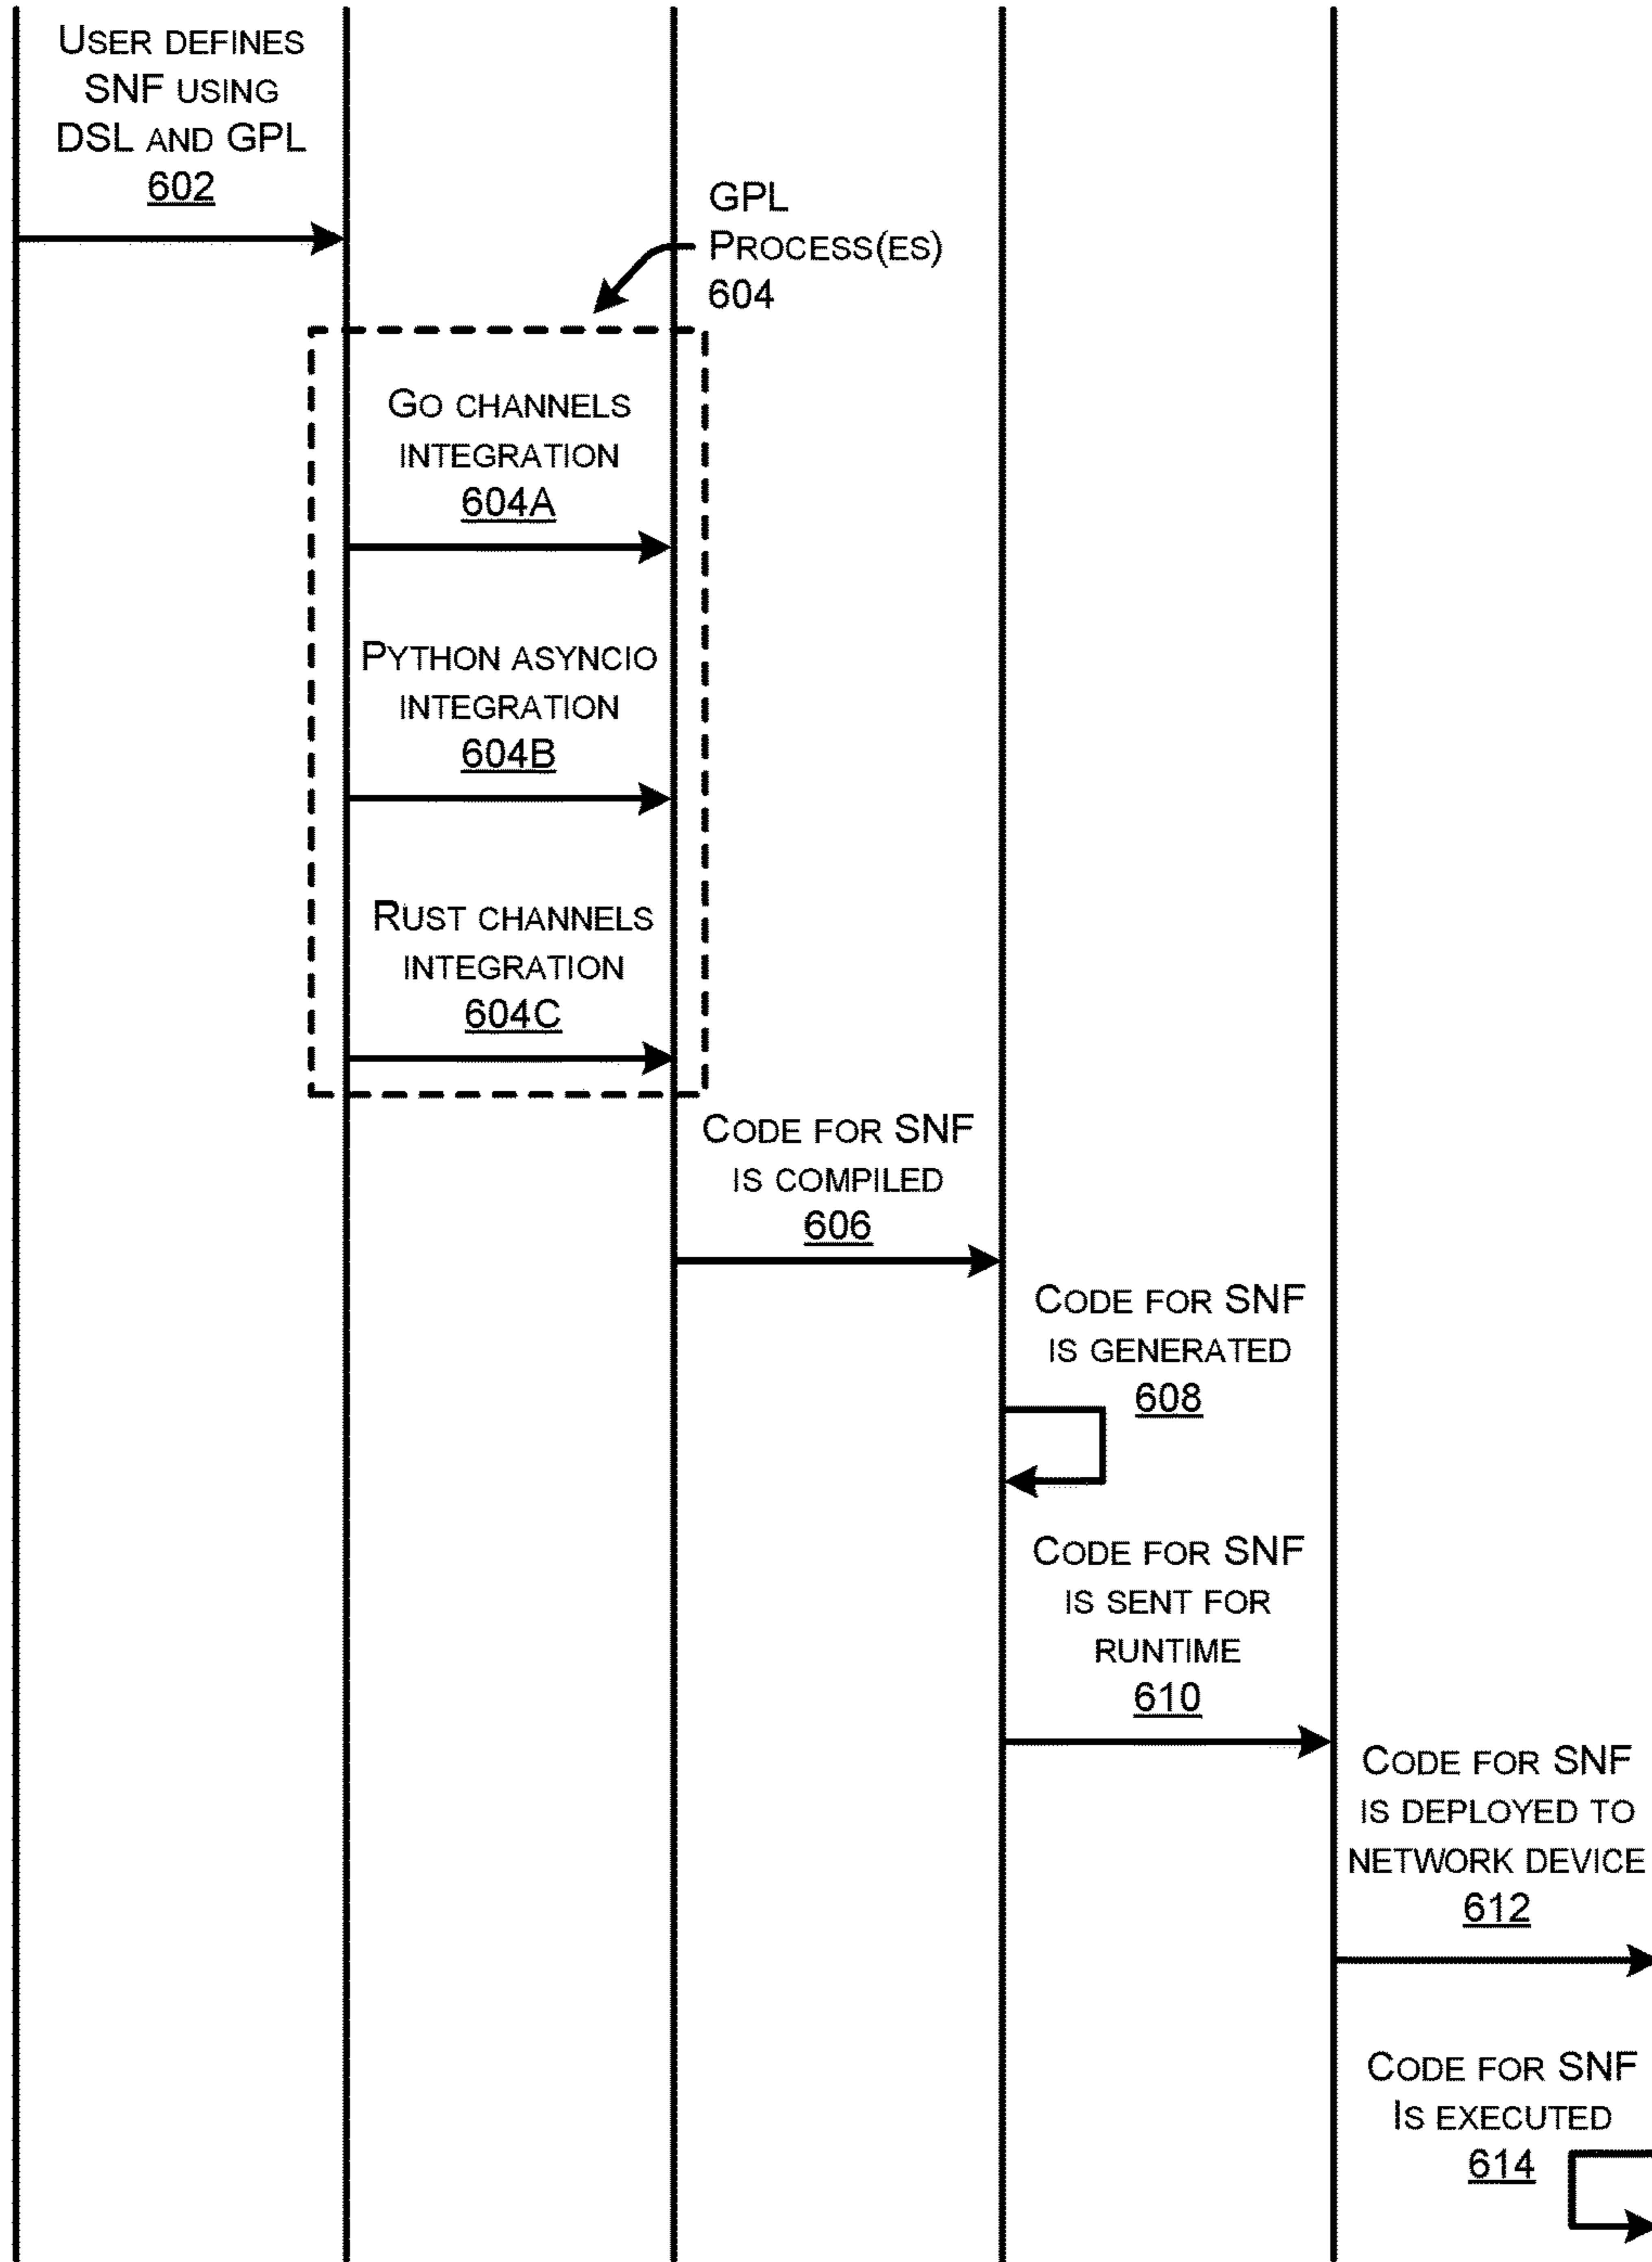 USER DEFINES
SNF USING
DSL AND GPL
602
GPL
PROCESS(ES)
604
GO CHANNELS
INTEGRATION
604A
PYTHON ASYNCIO
INTEGRATION
604B
RUST CHANNELS
INTEGRATION
604C
CODE FOR SNF
IS COMPILED
606
CODE FOR SNF
IS GENERATED
608
CODE FOR SNF
IS SENT FOR
RUNTIME
610
CODE FOR SNF
IS DEPLOYED TO
NETWORK DEVICE
612
CODE FOR SNF
IS EXECUTED
614